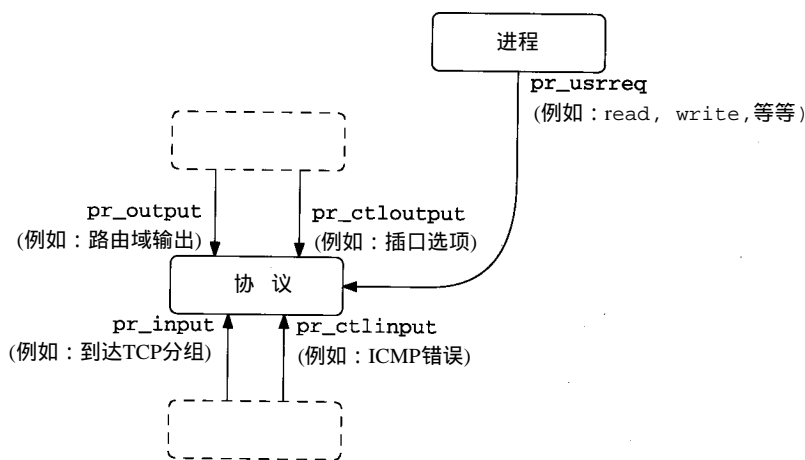 进程
pr_usrreq
(例如：read, write,等等)
pr_output
(例如：路由域输出)
pr_ctloutput
(例如：插口选项)
协 议
pr_input
(例如：到达TCP分组)
pr_ctlinput
(例如：ICMP错误)